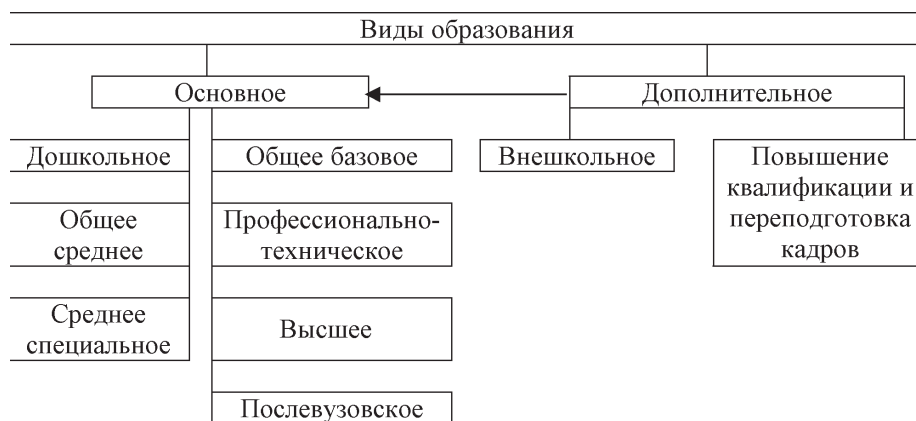 Виды образования
Основное
Дополнительное
Дошкольное
Общее базовое
Внешкольное
Повышение
квалификации и
переподготовка
кадров
Общее
среднее
Профессионально-
техническое
Среднее
специальное
Высшее
Послевузовское